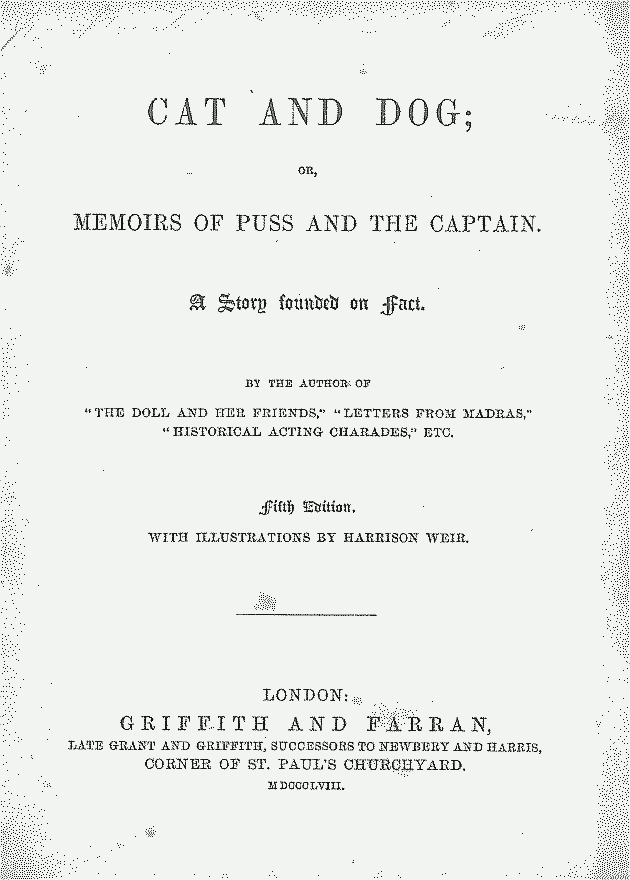 CAT AND DOG;
OR,
MEMOIRS OF PUSS AND THE CAPTAIN.
A Story founded on Fact.
BY THE AUTHOR OF
"THE DOLL AND HER FRIENDS," "LETTERS FROM MADRAS,"
"HISTORICAL ACTING CHARADES," ETC.
Fifth Edition.
WITH ILLUSTRATIONS BY HARRISON WEIR.
LONDON:
GRIFFITH AND FARRAN,
LATE GRANT AND GRIFFITH, SUCCESSORS TO NEWBERY AND HARRIS,
CORNER OF ST. PAUL'S CHURCHYARD.
MDCCCLVIII.